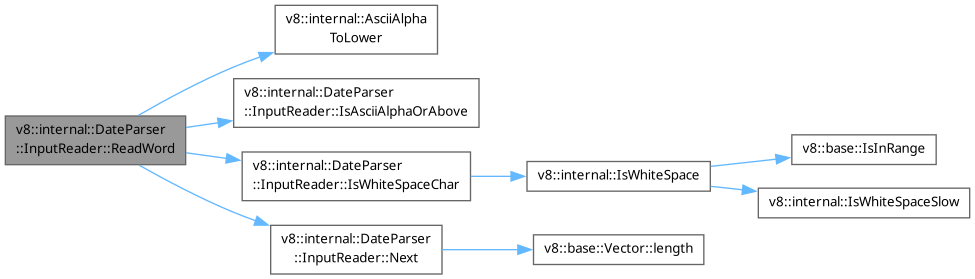 v8::internal::AsciiAlpha
ToLower
v8::internal::DateParser
::InputReader::IsAsciiAlphaOrAbove
v8::internal::DateParser
::InputReader::ReadWord
v8::base::IsInRange
v8::internal::DateParser
::InputReader::IsWhiteSpaceChar
v8::internal::IsWhiteSpace
v8::internal::IsWhiteSpaceSlow
v8::internal::DateParser
::InputReader::Next
v8::base::Vector::length